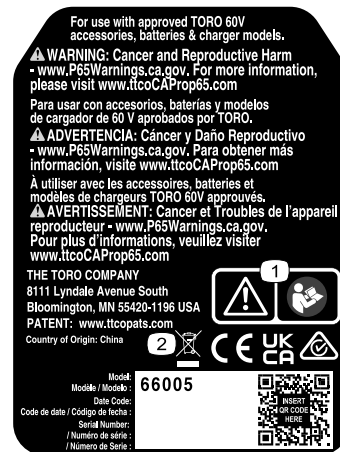 For use with approved TORO 60V
accessories, batteries & charger models.
WARNING: Cancer and Reproductive Harm
- www.P65Warnings.ca.gov. For more information,
please visit www.ttcoCAProp65.com
Para usar con accesorios, baterías y modelos
de cargador de 60 V aprobados por TORO.
ADVERTENCIA: Cáncer y Daño Reproductivo
- www.P65Warnings.ca.gov. Para obtener más
información, visite www.ttcoCAProp65.com
À utiliser avec les accessoires, batteries et
modèles de chargeurs TORO 60V approuvés.
AVERTISSEMENT: Cancer et Troubles de l'appareil
reproducteur - www.P65Warnings.ca.gov.
Pour plus d'informations, veuillez visiter
www.ttcoCAProp65.com
THE TORO COMPANY
8111 Lyndale Avenue South
Bloomington, MN 55420-1196 USA
PATENT: www.ttcopats.com
Country of Origin: China
1
2
CE UK CA
Model:
Modèle / Modelo :
66005
Date Code:
Code de date / Código de fecha :
Serial Number:
/ Numéro de série :
/ Número de Serie :
INSERT
QR CODE
HERE